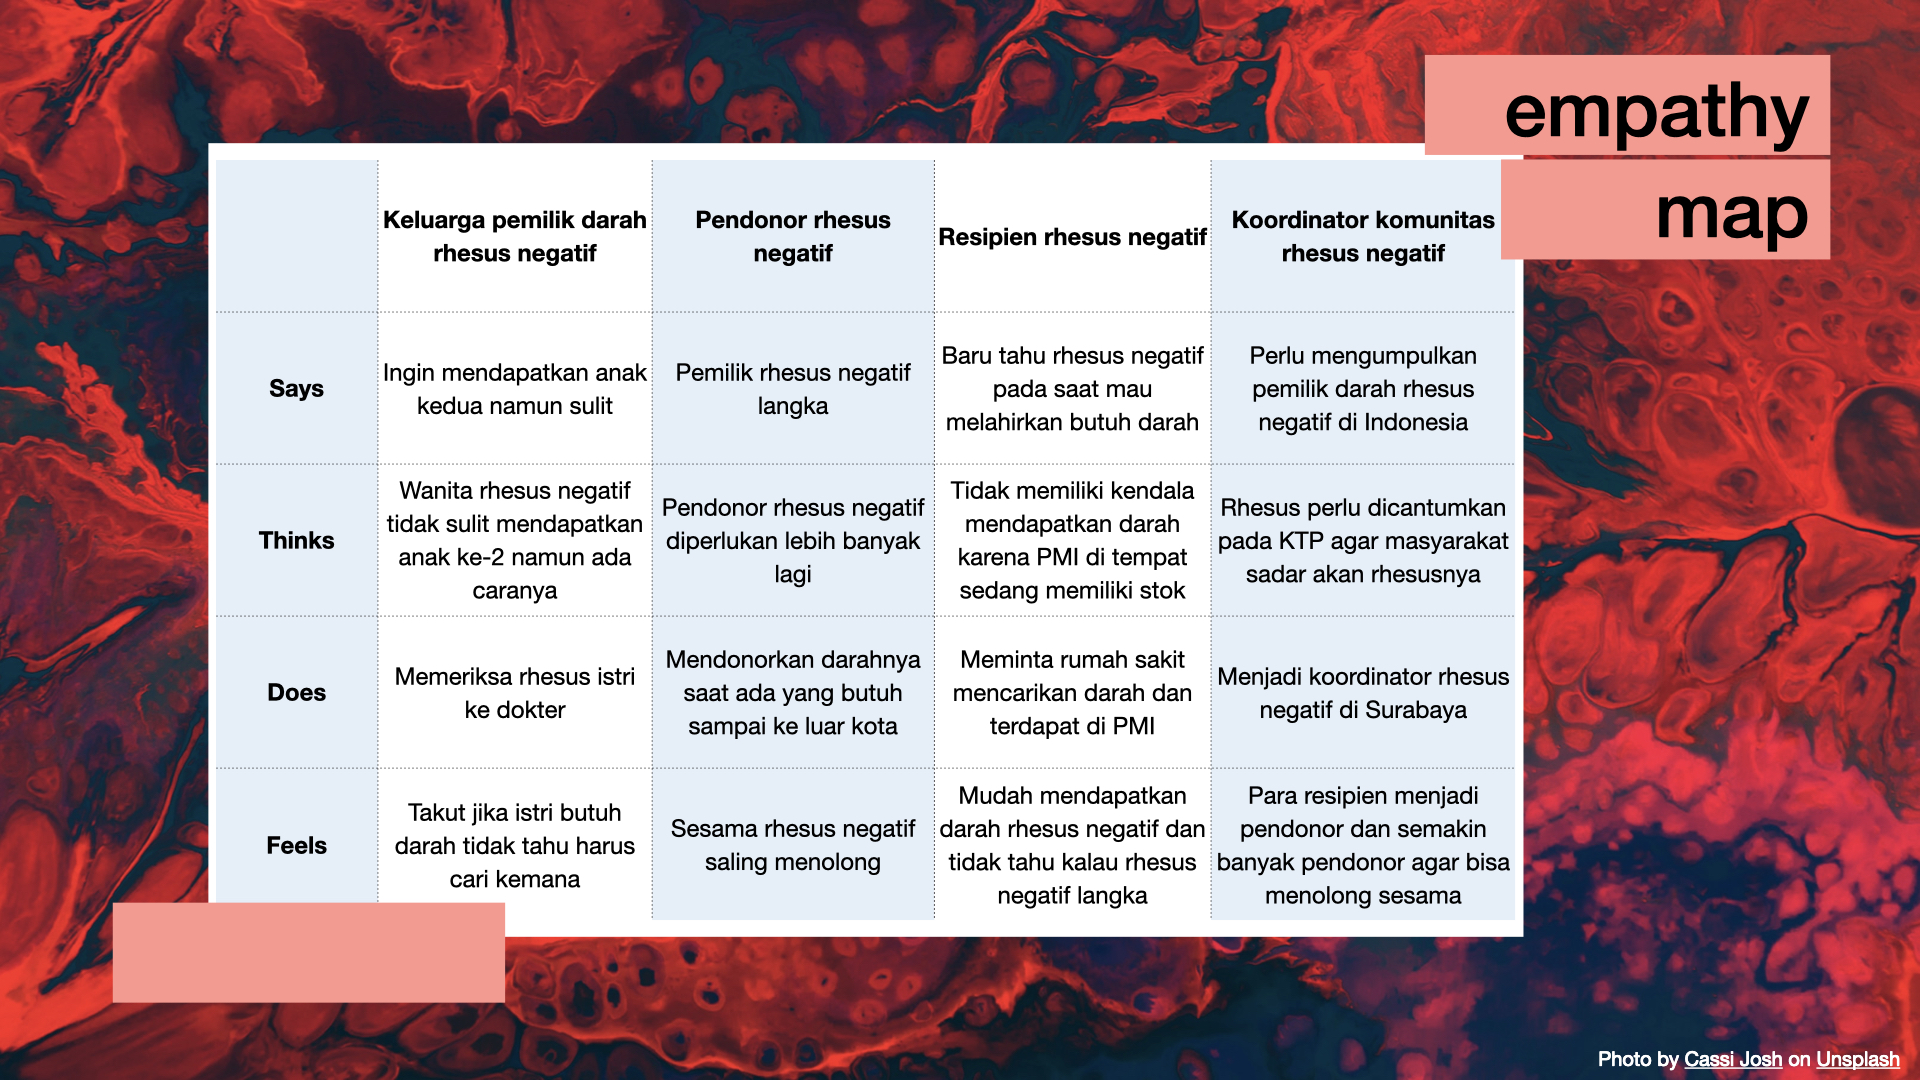 empathy
map
Keluarga pemilik darah
rhesus negatif
Pendonor rhesus
negatif
Resipien rhesus negatif
Koordinator komunitas
rhesus negatif
Says
Ingin mendapatkan anak
kedua namun sulit
Pemilik rhesus negatif
langka
Baru tahu rhesus negatif
pada saat mau
melahirkan butuh darah
Perlu mengumpulkan
pemilik darah rhesus
negatif di Indonesia
Thinks
Wanita rhesus negatif
tidak sulit mendapatkan
anak ke-2 namun ada
caranya
Pendonor rhesus negatif
diperlukan lebih banyak
lagi
Tidak memiliki kendala
mendapatkan darah
karena PMI di tempat
sedang memiliki stok
Rhesus perlu dicantumkan
pada KTP agar masyarakat
sadar akan rhesusnya
Does
Memeriksa rhesus istri
ke dokter
Mendonorkan darahnya
saat ada yang butuh
sampai ke luar kota
Meminta rumah sakit
mencarikan darah dan
terdapat di PMI
Menjadi koordinator rhesus
negatif di Surabaya
Feels
Takut jika istri butuh
darah tidak tahu harus
cari kemana
Sesama rhesus negatif
saling menolong
Mudah mendapatkan
darah rhesus negatif dan
tidak tahu kalau rhesus
negatif langka
Para resipien menjadi
pendonor dan semakin
banyak pendonor agar bisa
menolong sesama
Photo by Cassi Josh on Unsplash